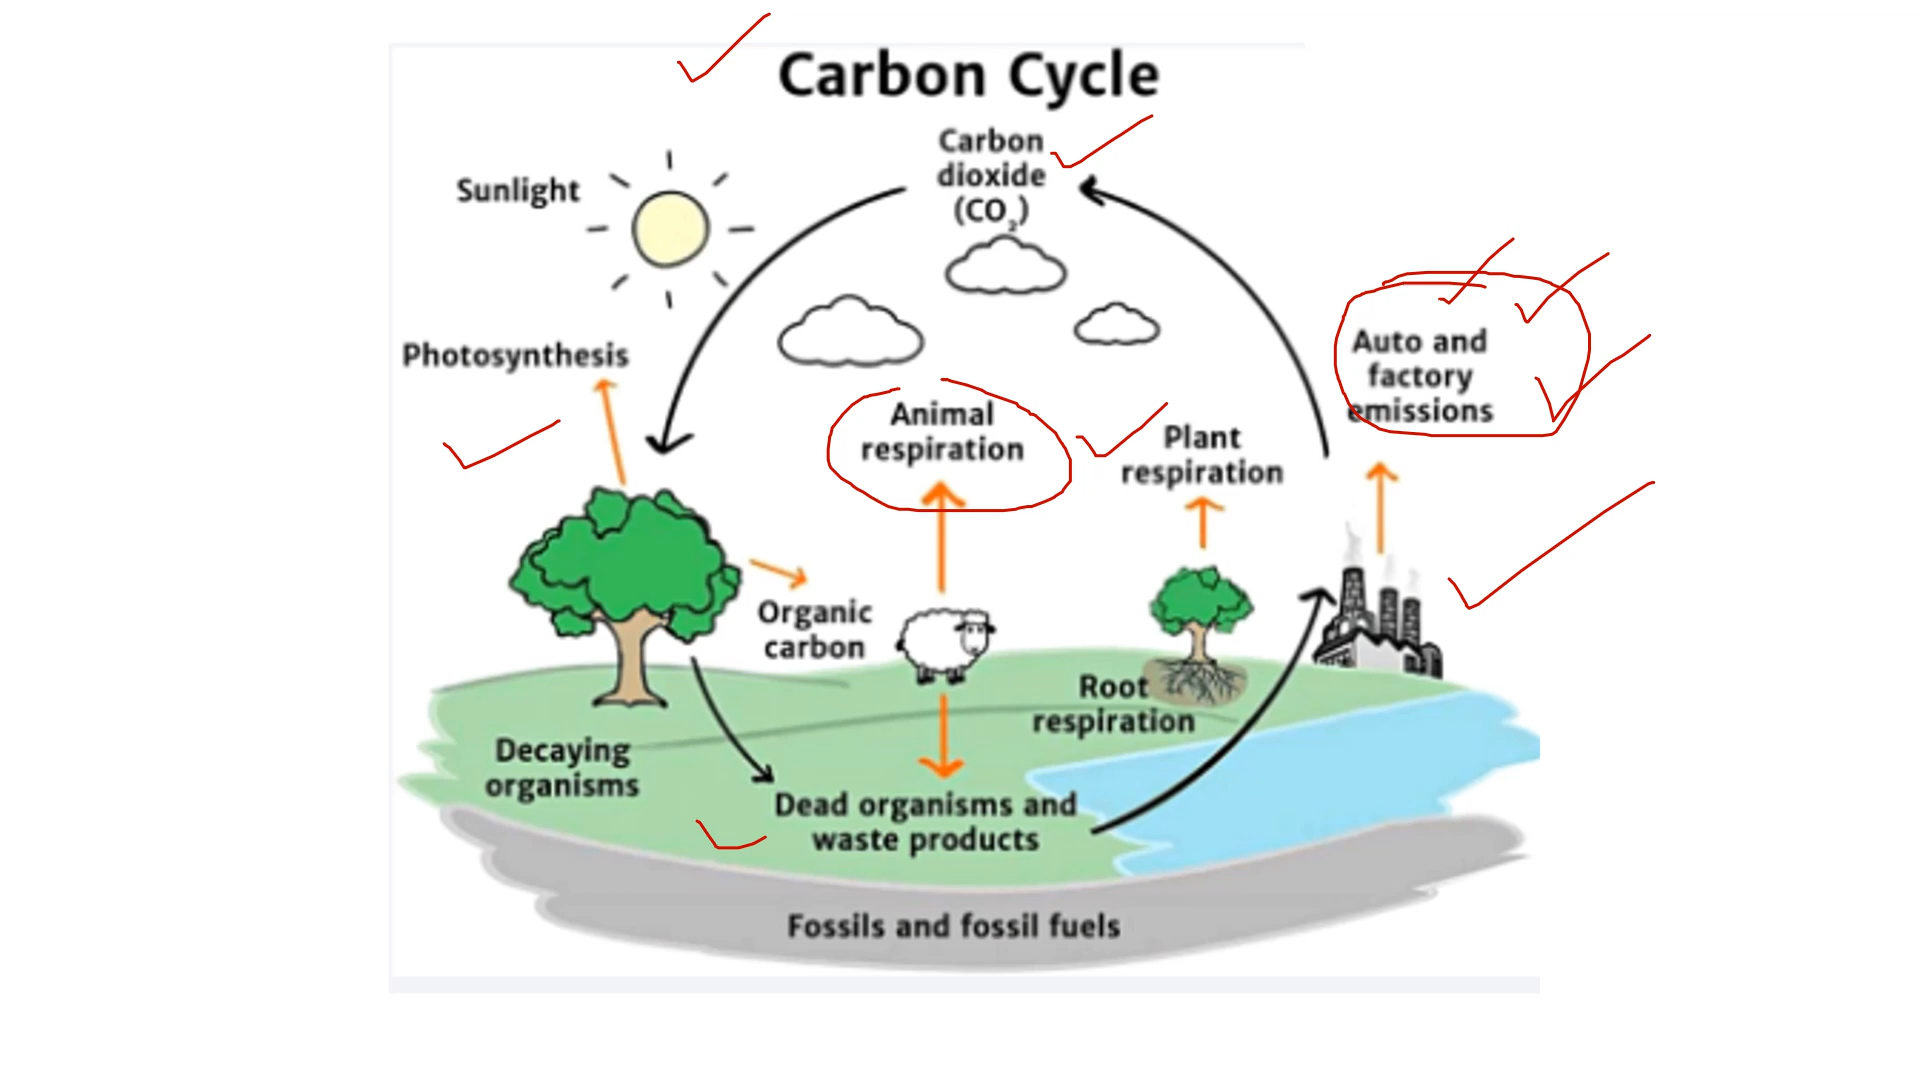 Carbon Cycle
Carbon
dioxide
(CO₂)
Sunlight
Photosynthesis
Auto and
factory
emissions
Animal
respiration
Plant
respiration
Organic
carbon
Root
respiration
Decaying
organisms
Dead organisms and
waste products
Fossils and fossil fuels